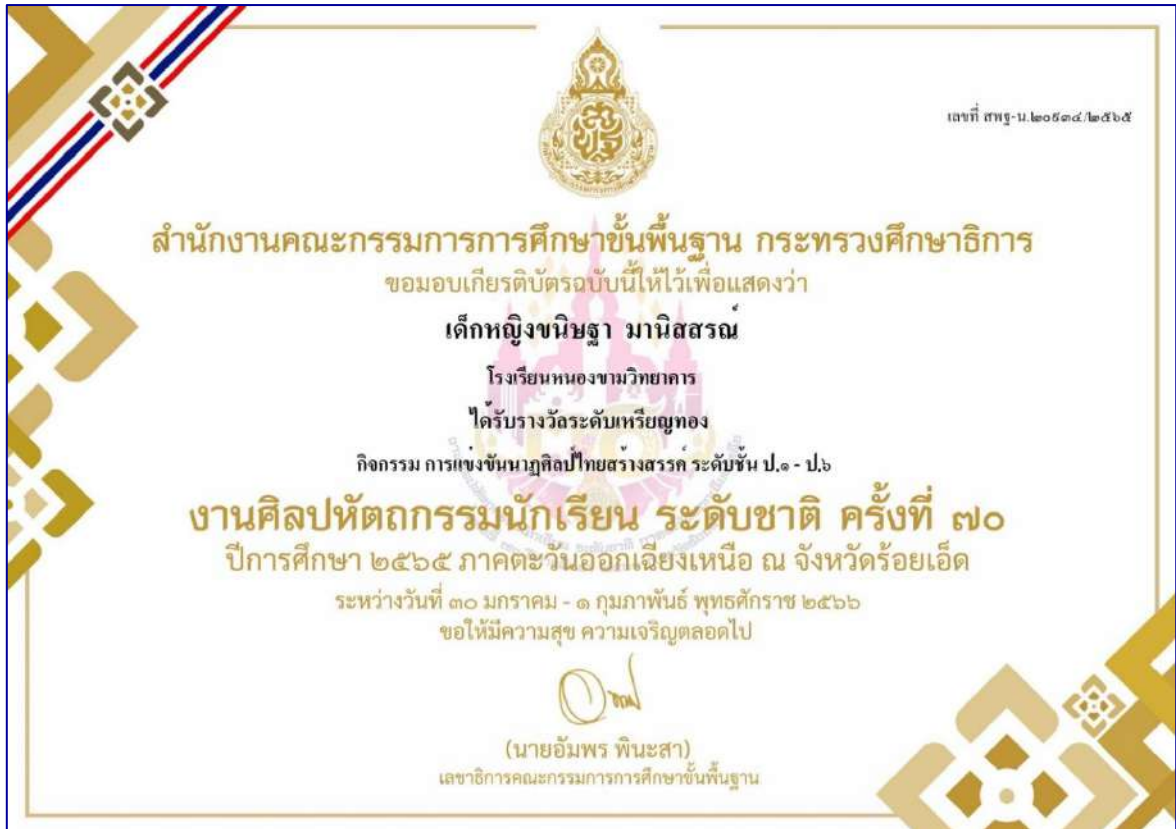 เลขที่ สพฐ-น.๒๐๕๓๔/๒๕๖๕
สำนักงานคณะกรรมการการศึกษาขั้นพื้นฐาน กระทรวงศึกษาธิการ
ขอมอบเกียรติบัตรฉบับนี้ให้ไว้เพื่อแสดงว่า
เด็กหญิงขนิษฐา มานิสสรณ์
โรงเรียนหนองขามวิทยาคาร
ได้รับรางวัลระดับเหรียญทอง
กิจกรรม การแข่งขันนาฏศิลป์ไทยสร้างสรรค์ ระดับชั้น ป.๑ - ป.๖
งานศิลปหัตถกรรมนักเรียน ระดับชาติ ครั้งที่ ๗๐
ปีการศึกษา ๒๕๖๕ ภาคตะวันออกเฉียงเหนือ ณ จังหวัดร้อยเอ็ด
ระหว่างวันที่ ๓๐ มกราคม - ๑ กุมภาพันธ์ พุทธศักราช ๒๕๖๖
ขอให้มีความสุข ความเจริญตลอดไป
(นายอัมพร พินะสา)
เลขาธิการคณะกรรมการการศึกษาขั้นพื้นฐาน